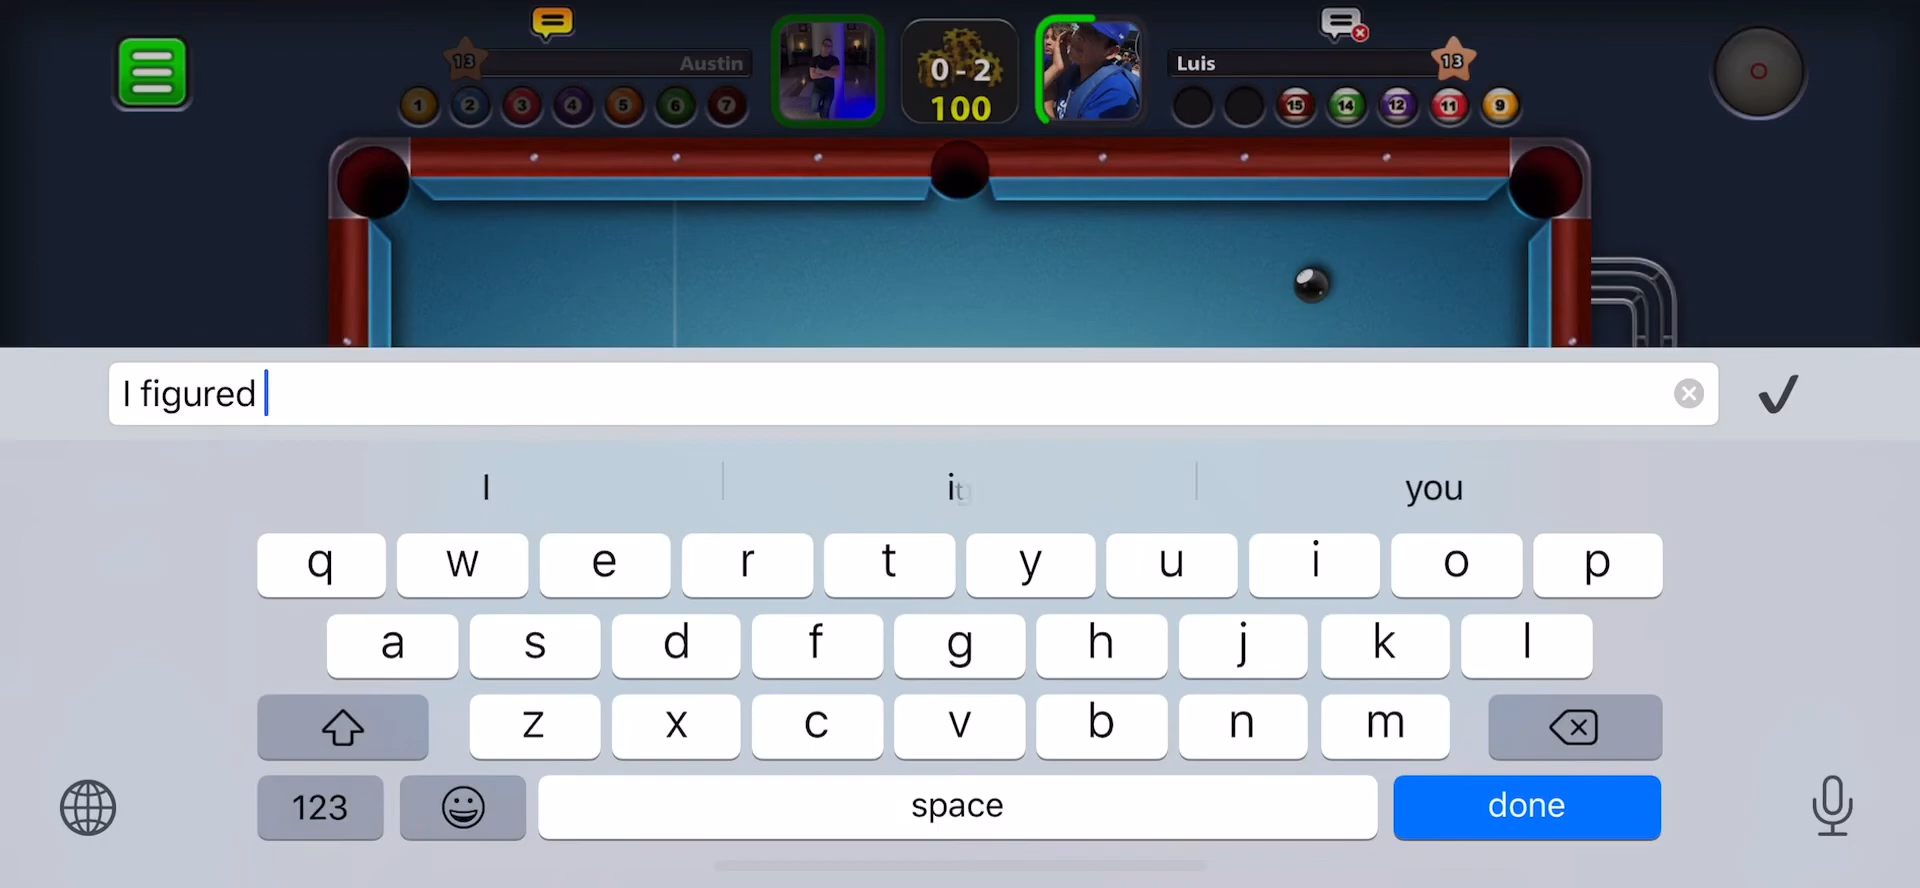 13 Austin 0 - 2 Luis 13
1 2 3 4 5 6 7 100 15 14 12 11 9
I figured
I it you
q w e r t y u i o p
a s d f g h j k l
z x c v b n m
123 space done